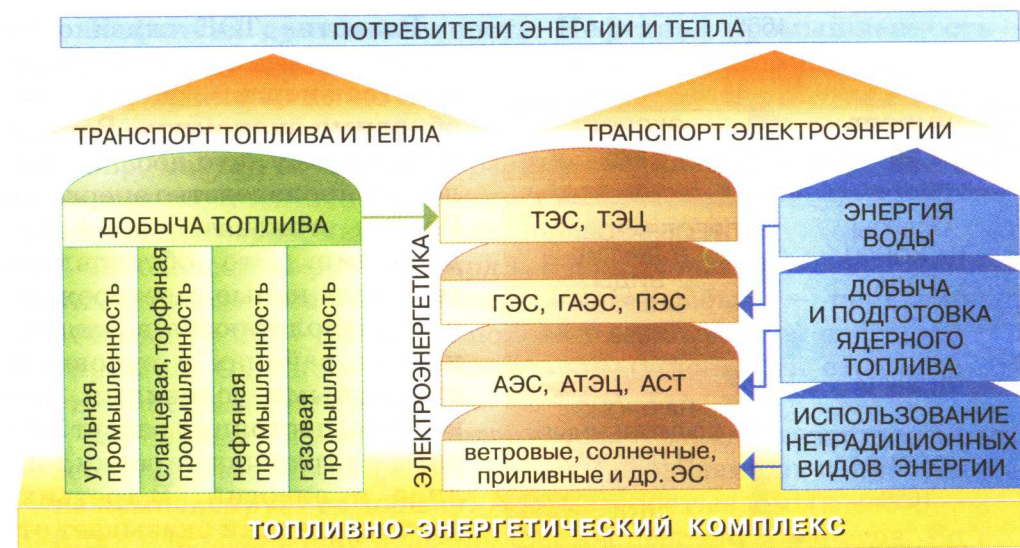 ПОТРЕБИТЕЛИ ЭНЕРГИИ И ТЕПЛА
ТРАНСПОРТ ТОПЛИВА И ТЕПЛА
ТРАНСПОРТ ЭЛЕКТРОЭНЕРГИИ
ДОБЫЧА ТОПЛИВА
угольная
промышленность
сланцевая, торфяная
промышленность
нефтяная
промышленность
газовая
промышленность
ЭЛЕКТРОЭНЕРГЕТИКА
ТЭС, ТЭЦ
ГЭС, ГАЭС, ПЭС
АЭС, АТЭЦ, АСТ
ветровые, солнечные,
приливные и др. ЭС
ЭНЕРГИЯ
ВОДЫ
ДОБЫЧА
И ПОДГОТОВКА
ЯДЕРНОГО
ТОПЛИВА
ИСПОЛЬЗОВАНИЕ
НЕТРАДИЦИОННЫХ
ВИДОВ ЭНЕРГИИ
ТОПЛИВНО-ЭНЕРГЕТИЧЕСКИЙ КОМПЛЕКС